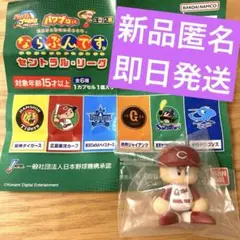 新品匿名
即日発送
BANDAI NAMCO
パワプロ
ならぶんです。
セントラル・リーグ
対象年齢15才以上
全6種
阪神タイガース
広島東洋カープ
横浜DeNAベイスターズ
読売ジャイアンツ
東京ヤクルトスワローズ
中日ドラゴンズ
一般社団法人日本野球機構承認
©Konami Digital Entertainment